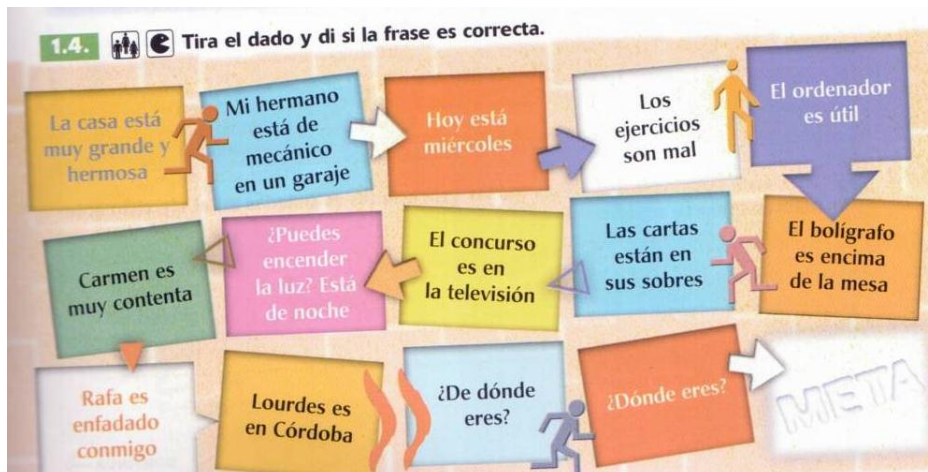 1.4. Tira el dado y di si la frase es correcta.
La casa está
muy grande y
hermosa
Mi hermano
está de
mecánico
en un garaje
Hoy está
miércoles
Los
ejercicios
son mal
El ordenador
es útil
El bolígrafo
es encima
de la mesa
Las cartas
están en
sus sobres
El concurso
es en
la televisión
¿Puedes
encender
la luz? Está
de noche
Carmen es
muy contenta
Rafa es
enfadado
conmigo
Lourdes es
en Córdoba
¿De dónde
eres?
¿Dónde eres?
META